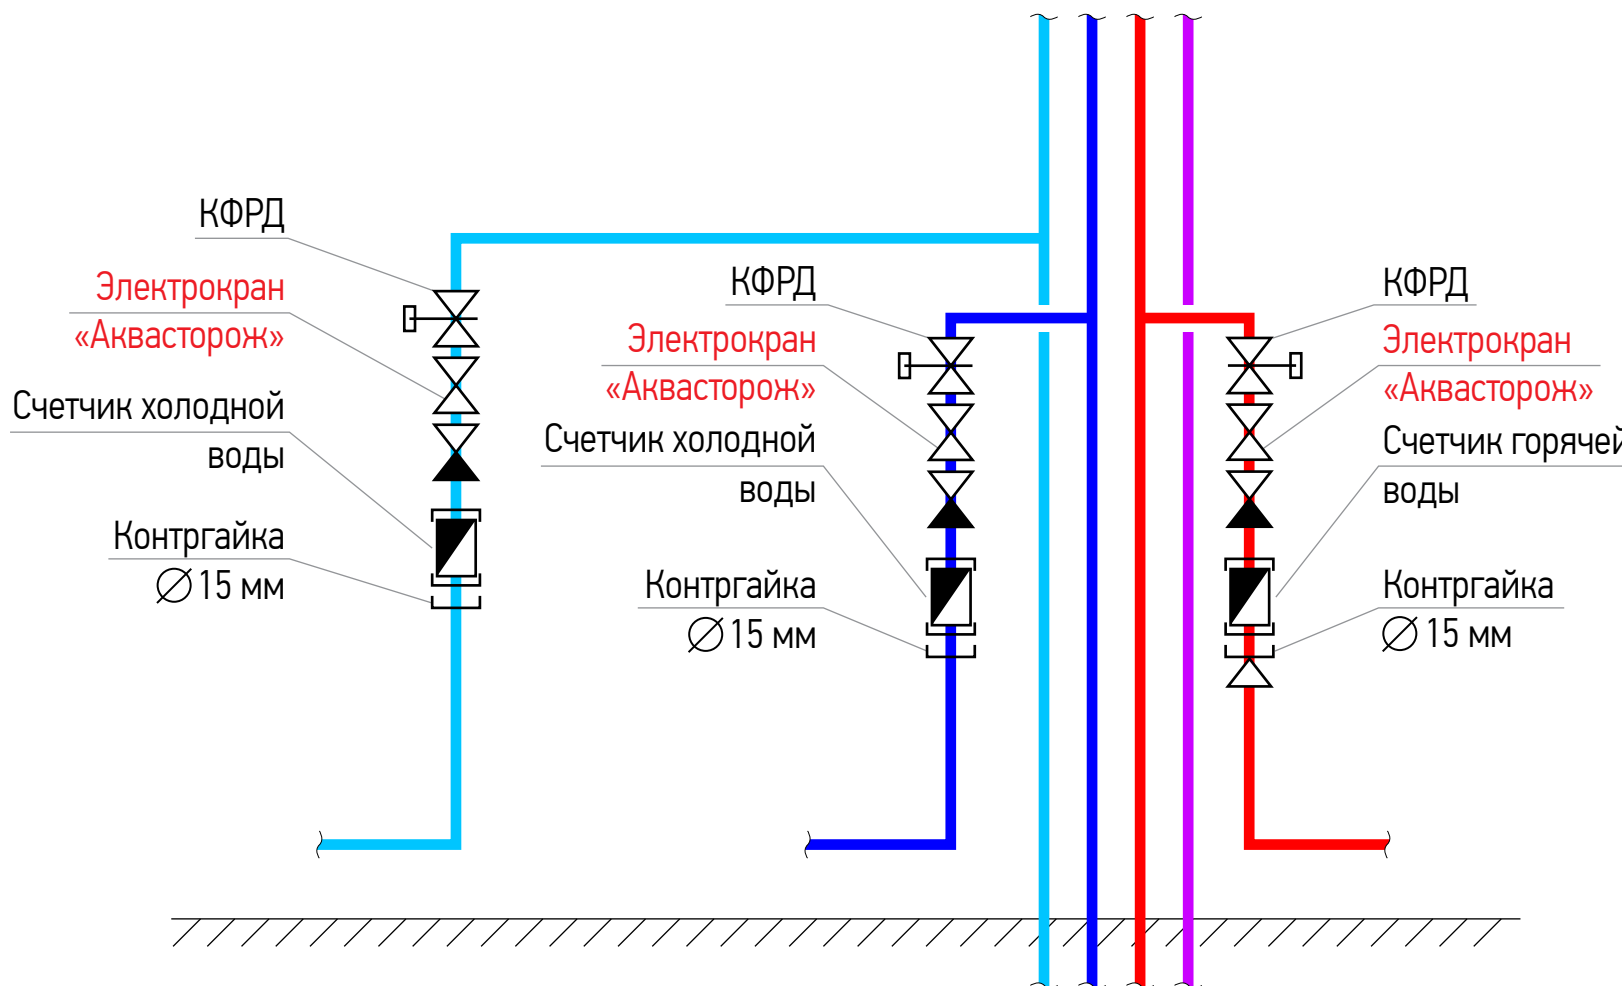 КФРД
Электрокран
«Аквасторож»
Счетчик холодной
воды
Контргайка
∅ 15 мм
КФРД
Электрокран
«Аквасторож»
Счетчик холодной
воды
Контргайка
∅ 15 мм
КФРД
Электрокран
«Аквасторож»
Счетчик горячей
воды
Контргайка
∅ 15 мм